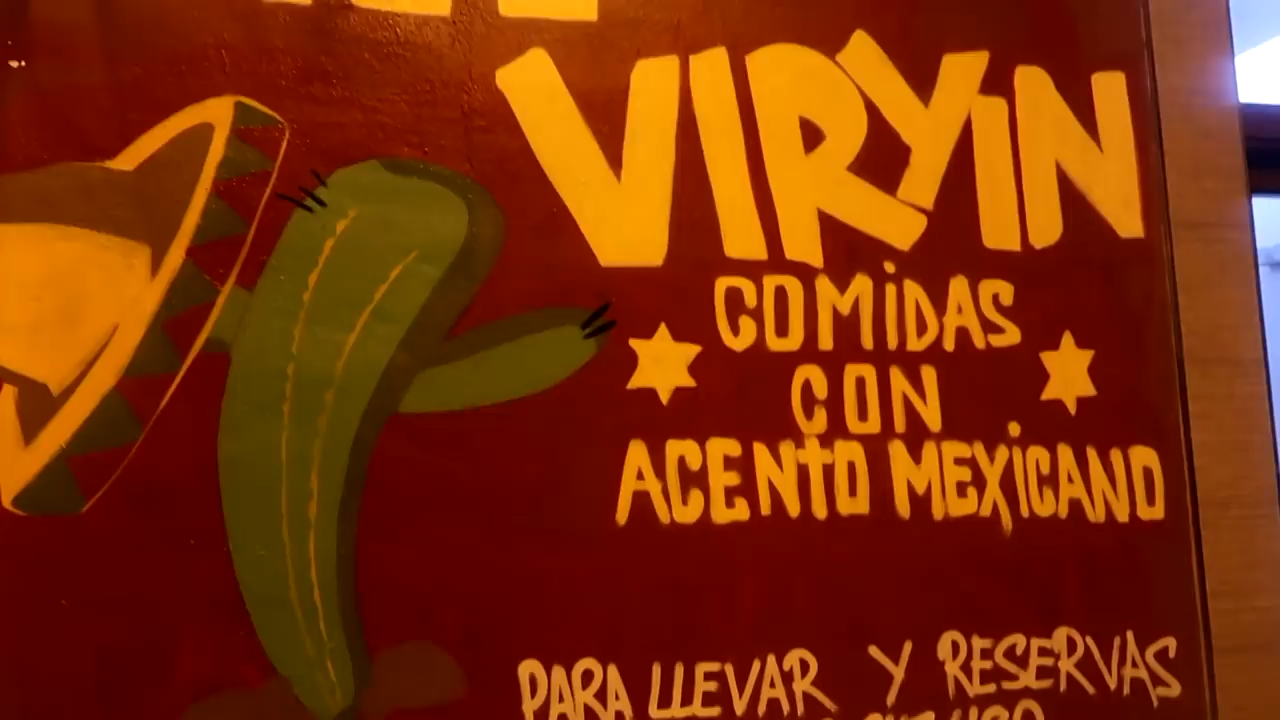 VIRYIN
COMiDAS
CON
ACENTO MEXiCANO
PARA LLEVAR Y RESERVAS